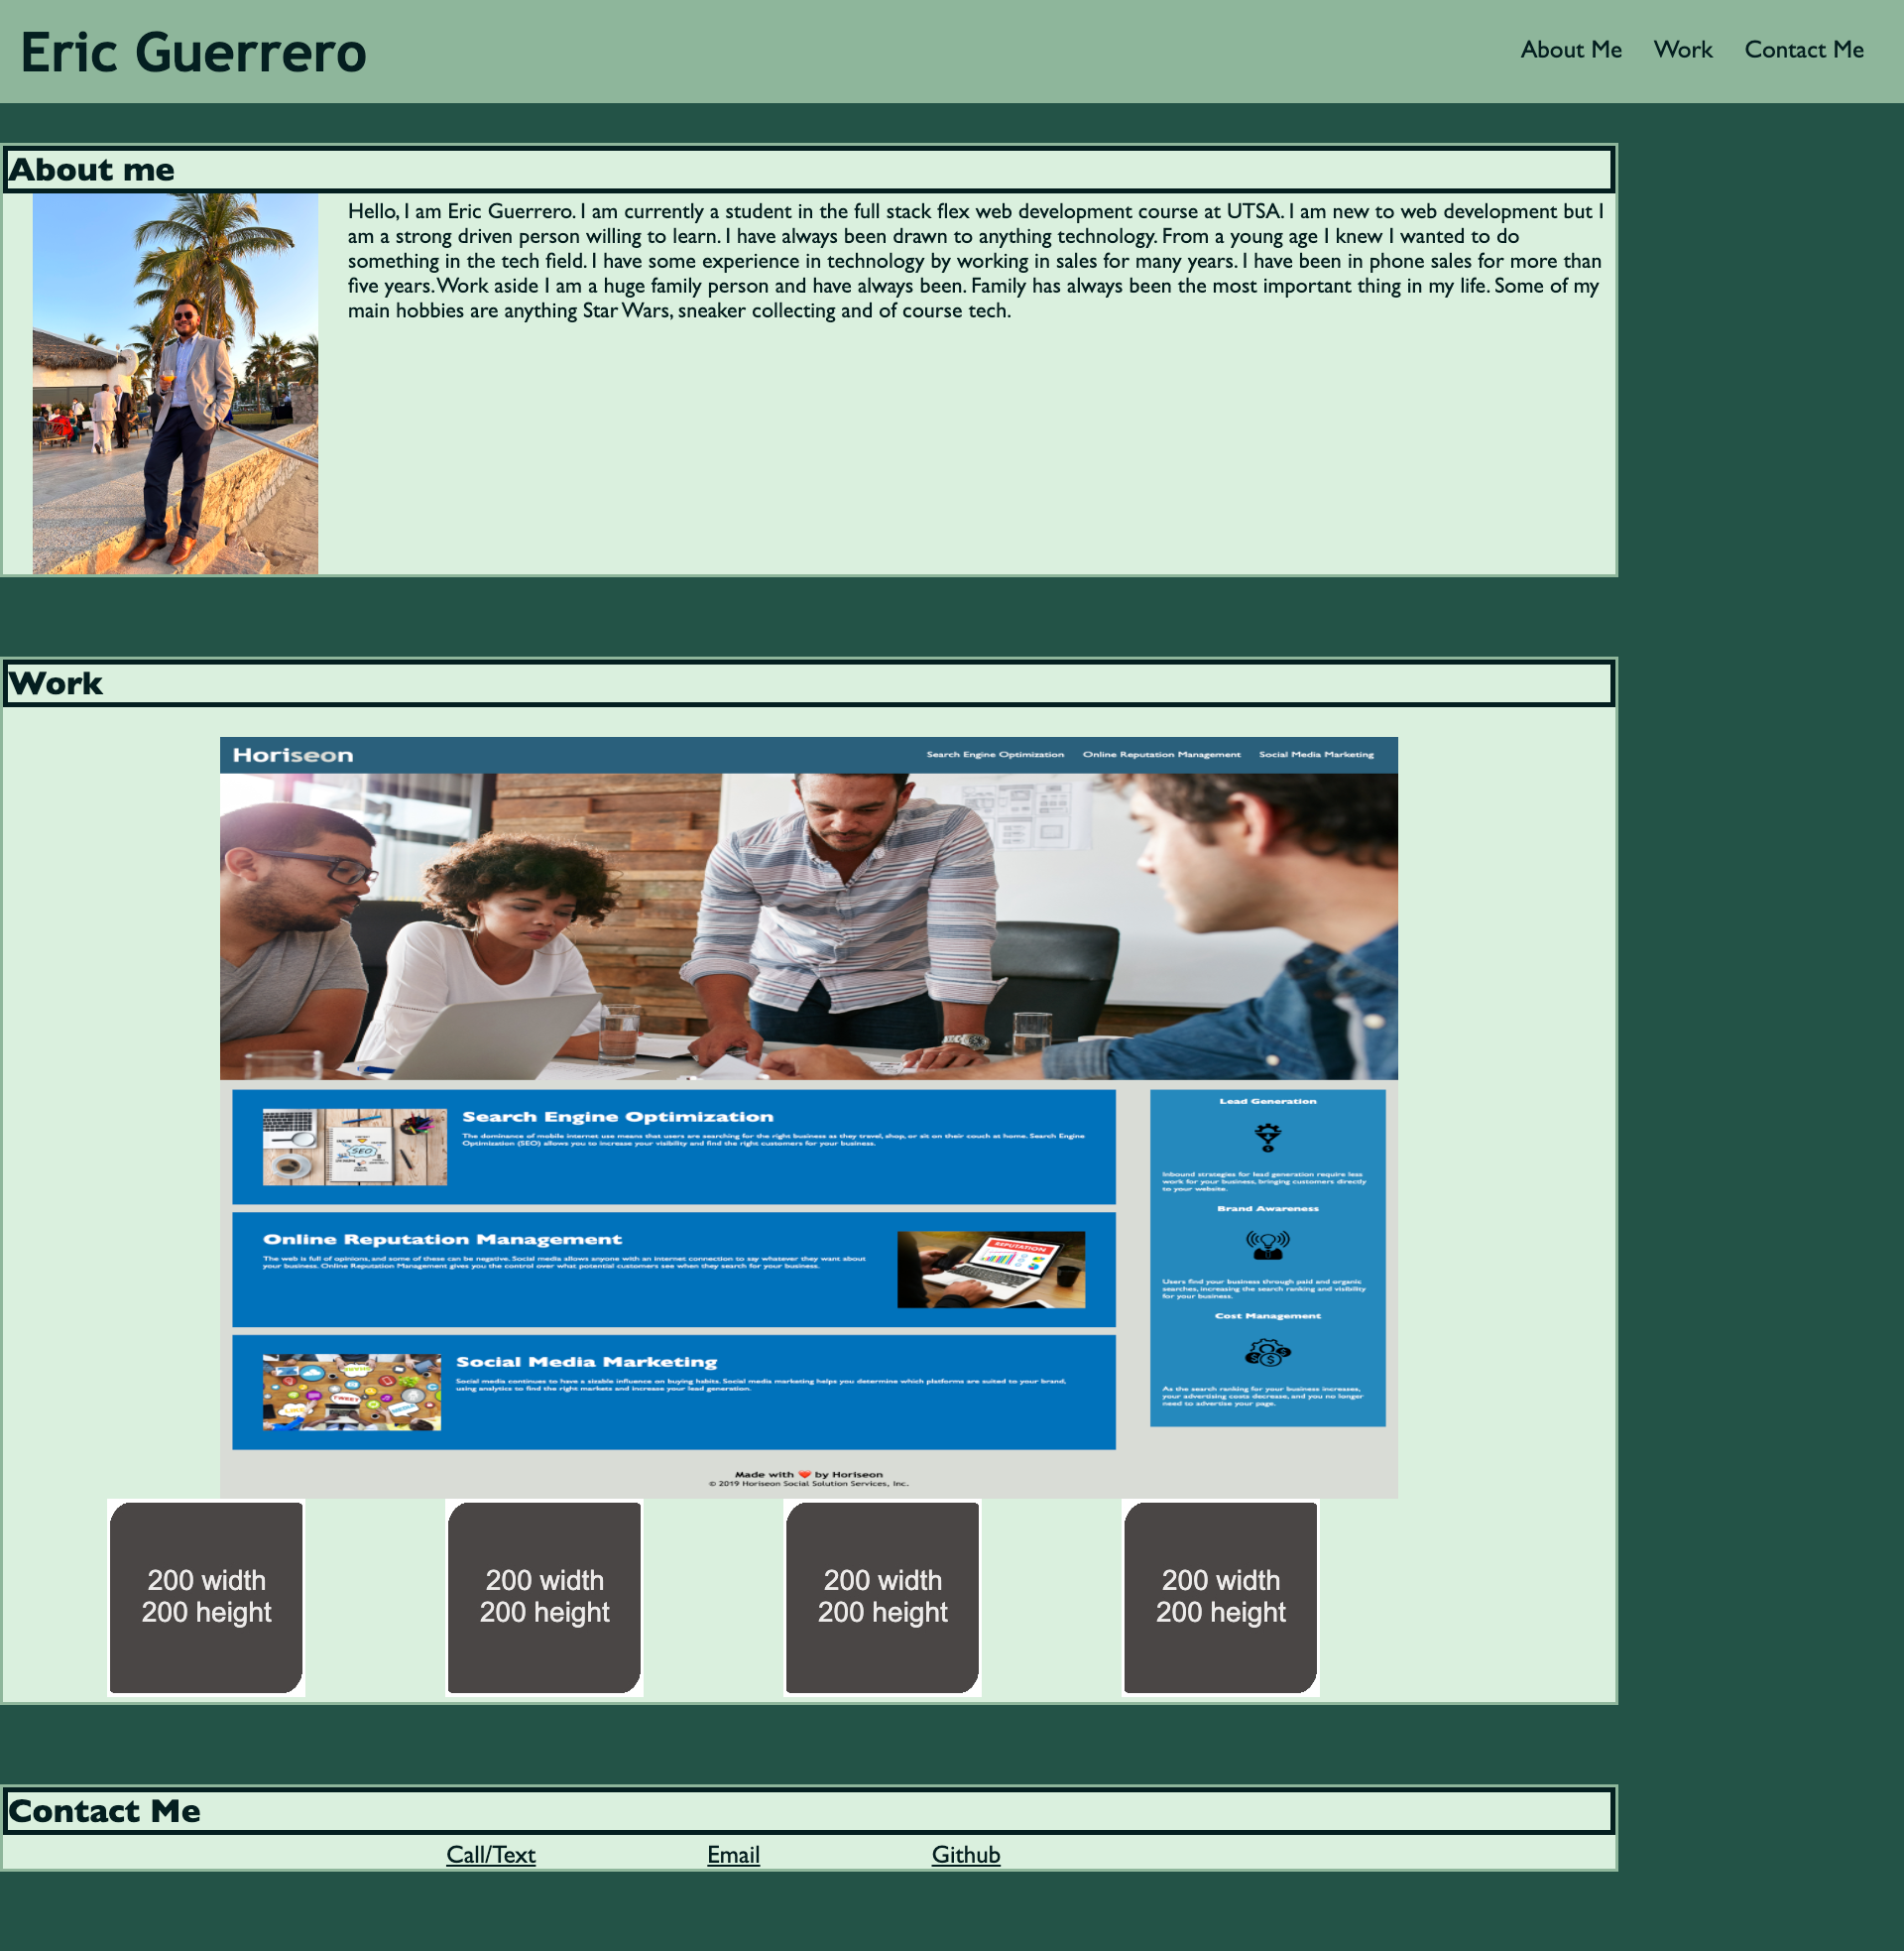 Eric Guerrero
About Me Work Contact Me
About me
Hello, I am Eric Guerrero. I am currently a student in the full stack flex web development course at UTSA. I am new to web development but I
am a strong driven person willing to learn. I have always been drawn to anything technology. From a young age I knew I wanted to do
something in the tech field. I have some experience in technology by working in sales for many years. I have been in phone sales for more than
five years. Work aside I am a huge family person and have always been. Family has always been the most important thing in my life. Some of my
main hobbies are anything Star Wars, sneaker collecting and of course tech.
Work
Horiseon
Search Engine Optimization Online Reputation Management Social Media Marketing
Search Engine Optimization
The dominance of mobile internet use means that users are searching for the right business as they travel, shop, or sit on their couch at home. Search Engine
Optimization (SEO) allows you to increase your visibility and find the right customers for your business.
SEO
Online Reputation Management
The web is full of opinions, and some of these can be negative. Social media allows anyone with an internet connection to say whatever they want about
your business. Online Reputation Management gives you the control over what potential customers see when they search for your business.
REPUTATION
Social Media Marketing
Social media continues to have a sizable influence on buying habits. Social media marketing helps you determine which platforms are suited to your brand,
using analytics to find the right markets and increase your lead generation.
TWEET
LIKE
MEDIA
Lead Generation
Inbound strategies for lead generation require less
work for your business, bringing customers directly
to your website.
Brand Awareness
Users find your business through paid and organic
searches, increasing the search ranking and visibility
for your business.
Cost Management
As the search ranking for your business increases,
your advertising costs decrease, and you no longer
need to advertise your page.
Made with ❤️ by Horiseon
© 2019 Horiseon Social Solution Services, Inc.
200 width
200 height
200 width
200 height
200 width
200 height
200 width
200 height
Contact Me
Call/Text Email Github